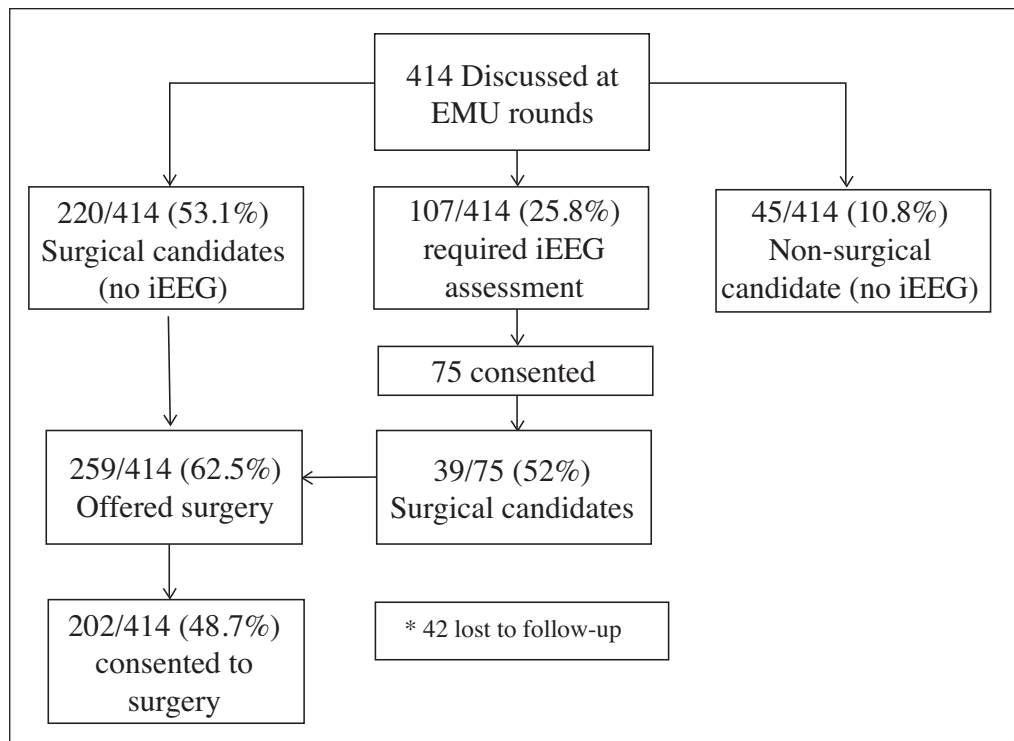 414 Discussed at
EMU rounds
220/414 (53.1%)
Surgical candidates
(no iEEG)
107/414 (25.8%)
required iEEG
assessment
45/414 (10.8%)
Non-surgical
candidate (no iEEG)
75 consented
259/414 (62.5%)
Offered surgery
39/75 (52%)
Surgical candidates
202/414 (48.7%)
consented to
surgery
* 42 lost to follow-up